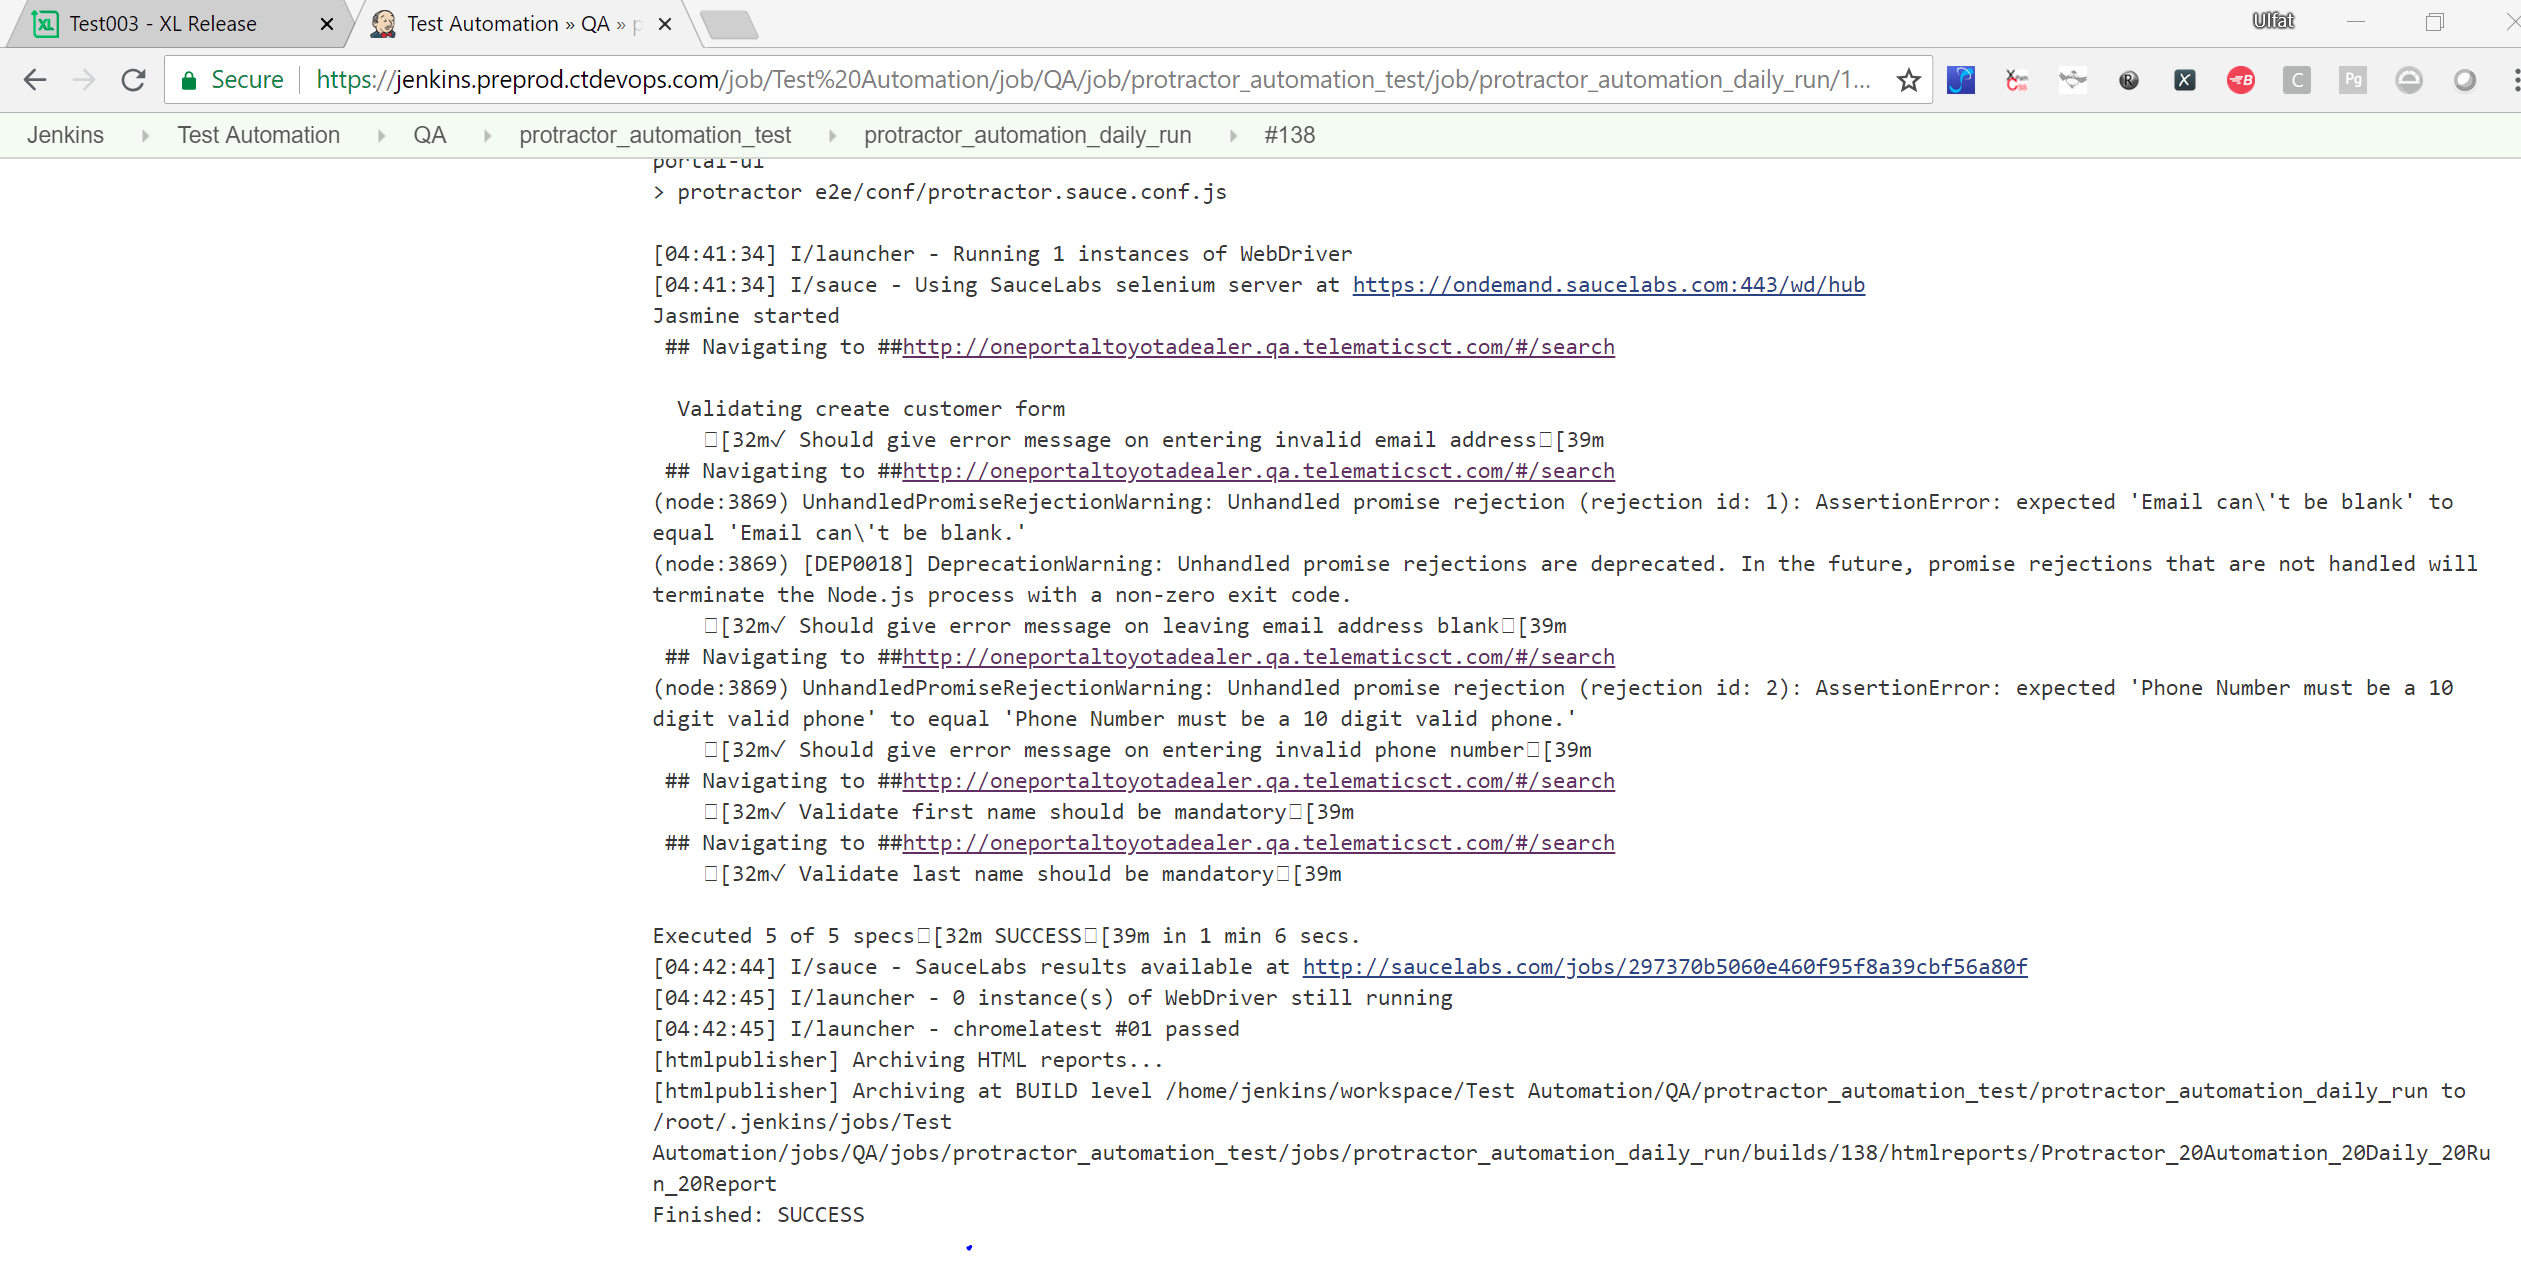 Test003 - XL Release
Test Automation » QA » p
Ulfat
Secure
https://jenkins.preprod.ctdevops.com/job/Test%20Automation/job/QA/job/protractor_automation_test/job/protractor_automation_daily_run/1...
Jenkins
Test Automation
QA
protractor_automation_test
protractor_automation_daily_run
#138
portal-ui
> protractor e2e/conf/protractor.sauce.conf.js
[04:41:34] I/launcher - Running 1 instances of WebDriver
[04:41:34] I/sauce - Using SauceLabs selenium server at https://ondemand.saucelabs.com:443/wd/hub
Jasmine started
## Navigating to ##http://oneportaltoyotadealer.qa.telematicsct.com/#/search
Validating create customer form
□[32m✓ Should give error message on entering invalid email address□[39m
## Navigating to ##http://oneportaltoyotadealer.qa.telematicsct.com/#/search
(node:3869) UnhandledPromiseRejectionWarning: Unhandled promise rejection (rejection id: 1): AssertionError: expected 'Email can\'t be blank' to
equal 'Email can\'t be blank.'
(node:3869) [DEP0018] DeprecationWarning: Unhandled promise rejections are deprecated. In the future, promise rejections that are not handled will
terminate the Node.js process with a non-zero exit code.
□[32m✓ Should give error message on leaving email address blank□[39m
## Navigating to ##http://oneportaltoyotadealer.qa.telematicsct.com/#/search
(node:3869) UnhandledPromiseRejectionWarning: Unhandled promise rejection (rejection id: 2): AssertionError: expected 'Phone Number must be a 10
digit valid phone' to equal 'Phone Number must be a 10 digit valid phone.'
□[32m✓ Should give error message on entering invalid phone number□[39m
## Navigating to ##http://oneportaltoyotadealer.qa.telematicsct.com/#/search
□[32m✓ Validate first name should be mandatory□[39m
## Navigating to ##http://oneportaltoyotadealer.qa.telematicsct.com/#/search
□[32m✓ Validate last name should be mandatory□[39m
Executed 5 of 5 specs□[32m SUCCESS□[39m in 1 min 6 secs.
[04:42:44] I/sauce - SauceLabs results available at http://saucelabs.com/jobs/297370b5060e460f95f8a39cbf56a80f
[04:42:45] I/launcher - 0 instance(s) of WebDriver still running
[04:42:45] I/launcher - chromelatest #01 passed
[htmlpublisher] Archiving HTML reports...
[htmlpublisher] Archiving at BUILD level /home/jenkins/workspace/Test Automation/QA/protractor_automation_test/protractor_automation_daily_run to
/root/.jenkins/jobs/Test
Automation/jobs/QA/jobs/protractor_automation_test/jobs/protractor_automation_daily_run/builds/138/htmlreports/Protractor_20Automation_20Daily_20Ru
n_20Report
Finished: SUCCESS